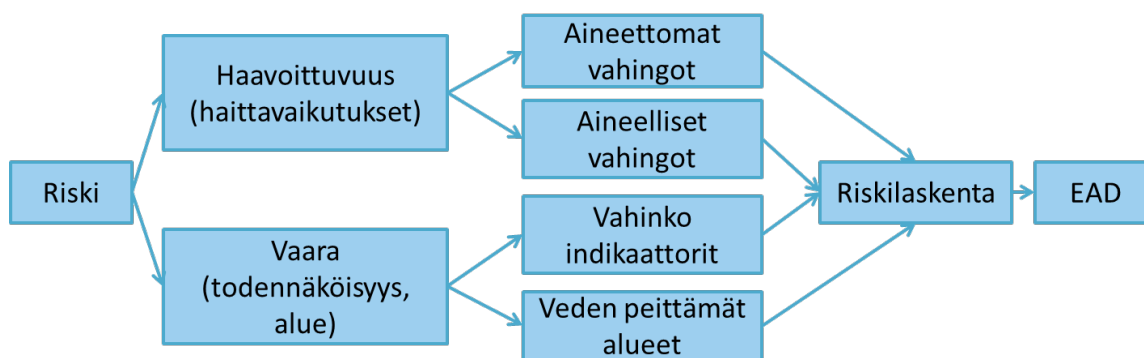 Riski
Haavoittuvuus
(haittavaikutukset)
Vaara
(todennäköisyys,
alue)
Aineettomat
vahingot
Aineelliset
vahingot
Vahinko
indikaattorit
Veden peittämät
alueet
Riskilaskenta
EAD